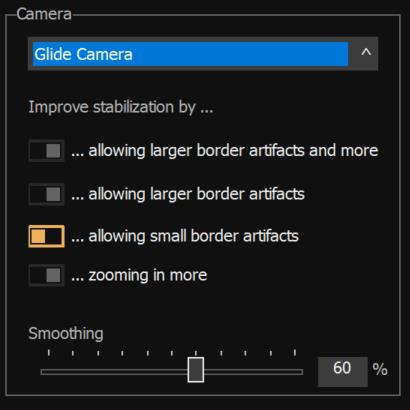 Camera
Glide Camera
Improve stabilization by ...
... allowing larger border artifacts and more
... allowing larger border artifacts
... allowing small border artifacts
... zooming in more
Smoothing
60 %